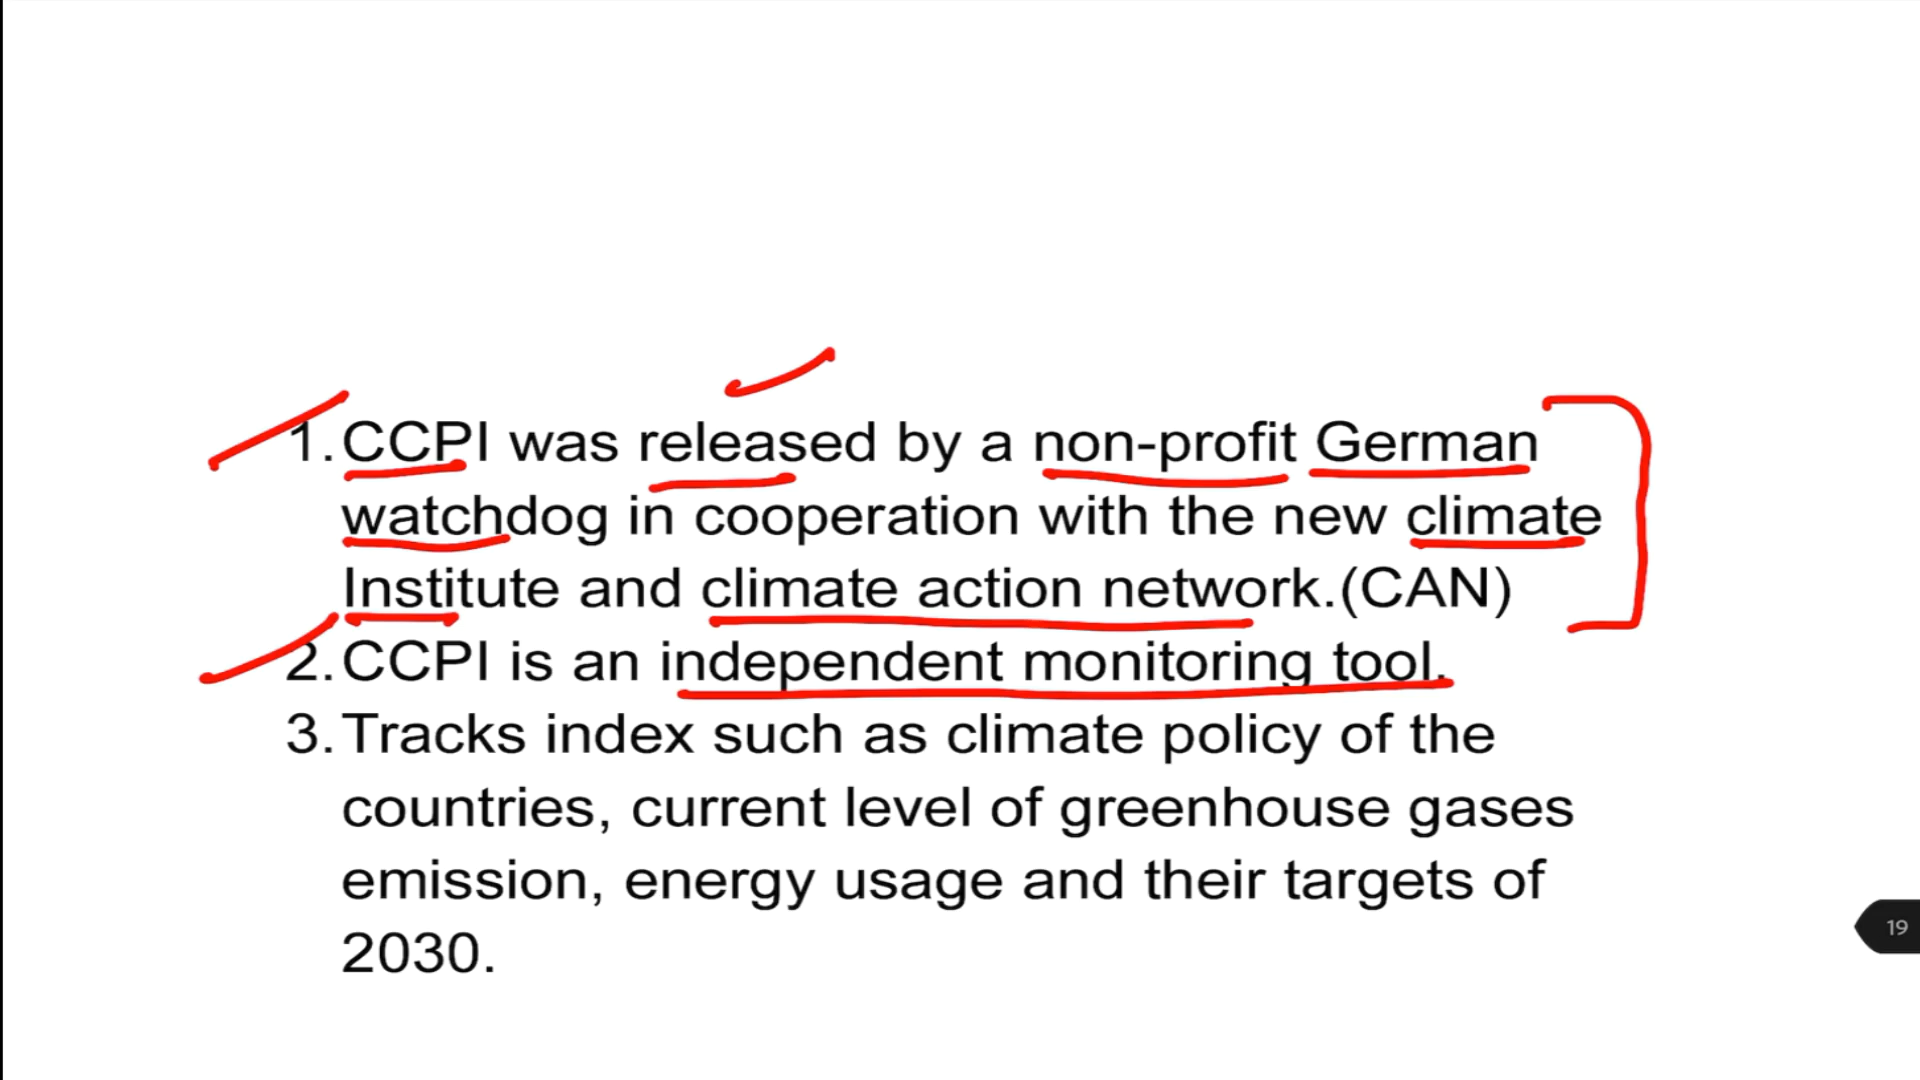 1. CCPI was released by a non-profit German
watchdog in cooperation with the new climate
Institute and climate action network.(CAN)
2. CCPI is an independent monitoring tool.
3. Tracks index such as climate policy of the
countries, current level of greenhouse gases
emission, energy usage and their targets of
2030.
19